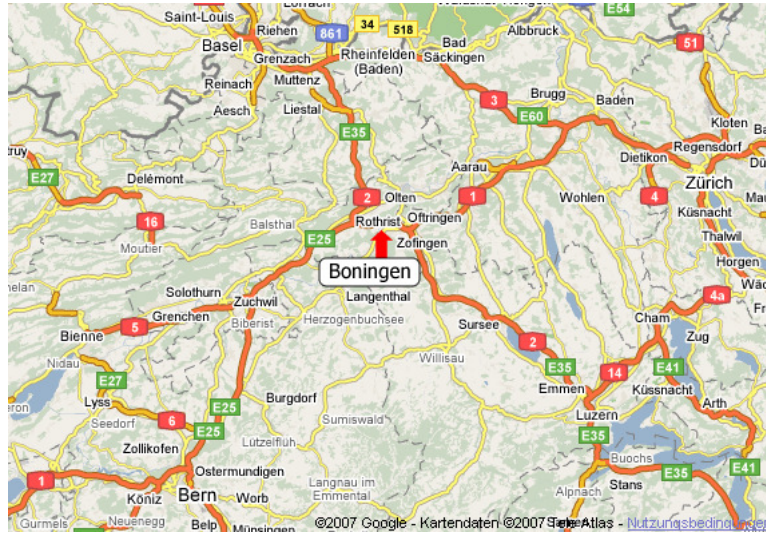 Saint-Louis
Riehen
34
518
Albbruck
E54
Basel
861
Rheinfelden
(Baden)
Bad
Säckingen
51
Grenzach
Muttenz
Reinach
Aesch
Liestal
3
Brugg
Baden
E60
Kloten
E35
Regensdorf
Dietikon
Aarau
Zürich
E27
Delémont
2
Olten
1
Wohlen
4
Küsnacht
16
Balsthal
Rothrist
Oftringen
Moutier
E25
Zofingen
Thalwil
Boningen
Horgen
Solothurn
Zuchwil
Langenthal
4a
5
Grenchen
Biberist
Herzogenbuchsee
Sursee
Cham
Bienne
2
Zug
Nidau
Willisau
E35
14
E41
E27
Emmen
Küssnacht
Lyss
E25
Burgdorf
Arth
Seedorf
6
Luzern
E25
Sumiswald
E35
Zollikofen
Lützelflüh
Buochs
E41
1
Ostermundigen
Langnau im
Emmental
E35
Köniz
Bern
Worb
Alpnach
Stans
Gurmels
Neuenegg
Belp
Münsingen
©2007 Google - Kartendaten ©2007 Tele Atlas -